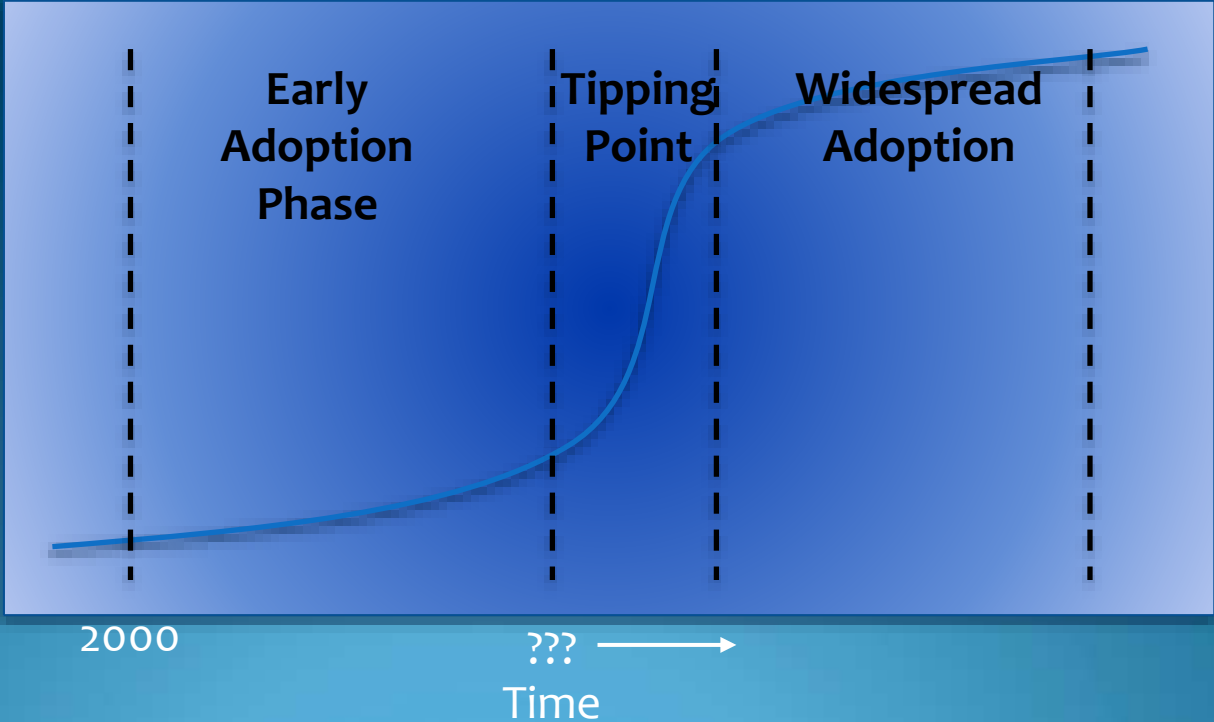 Early
Adoption
Phase
Tipping
Point
Widespread
Adoption
2000
???
Time